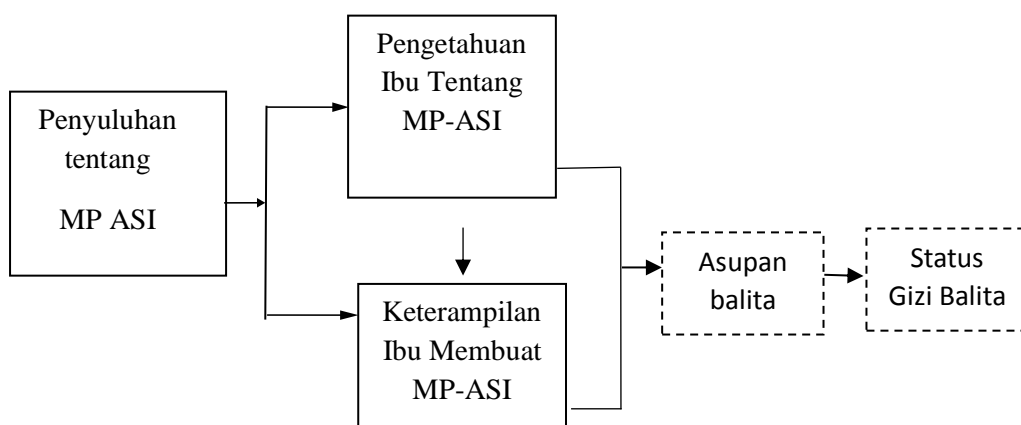 Penyuluhan
tentang
MP ASI
Pengetahuan
Ibu Tentang
MP-ASI
Keterampilan
Ibu Membuat
MP-ASI
Asupan
balita
Status
Gizi Balita